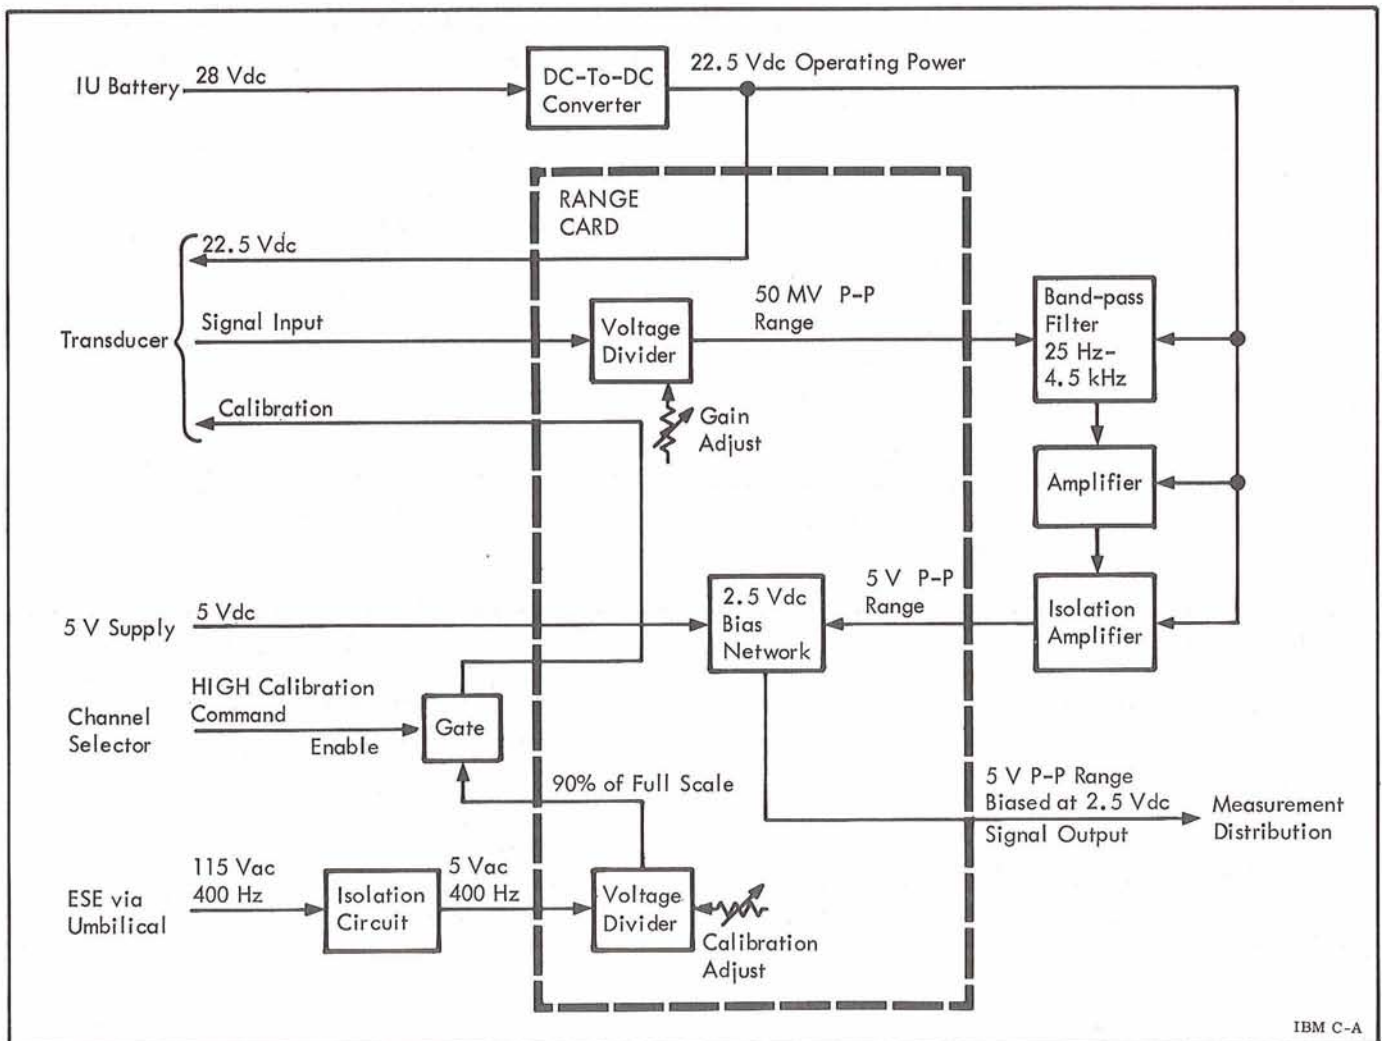 IU Battery
28 Vdc
DC-To-DC
Converter
22.5 Vdc Operating Power
RANGE
CARD
Transducer
22.5 Vdc
Signal Input
Calibration
Voltage
Divider
50 MV P-P
Range
Gain
Adjust
Band-pass
Filter
25 Hz-
4.5 kHz
Amplifier
Isolation
Amplifier
5 V P-P
Range
5 V Supply
5 Vdc
2.5 Vdc
Bias
Network
Channel
Selector
HIGH Calibration
Command
Enable
Gate
90% of Full Scale
5 V P-P Range
Biased at 2.5 Vdc
Signal Output
Measurement
Distribution
ESE via
Umbilical
115 Vac
400 Hz
Isolation
Circuit
5 Vac
400 Hz
Voltage
Divider
Calibration
Adjust
IBM C-A